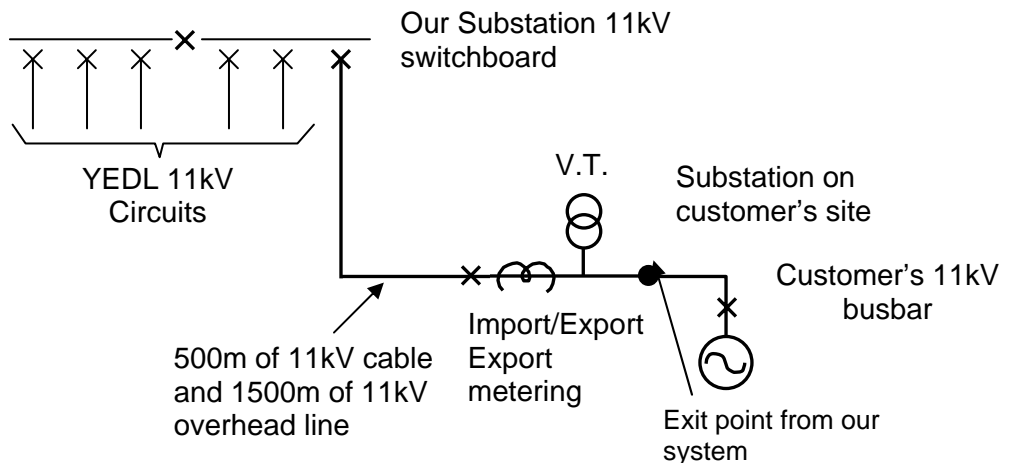 Our Substation 11kV
switchboard
YEDL 11kV
Circuits
V.T.
Substation on
customer's site
Customer's 11kV
busbar
Import/Export
Export
metering
500m of 11kV cable
and 1500m of 11kV
overhead line
Exit point from our
system